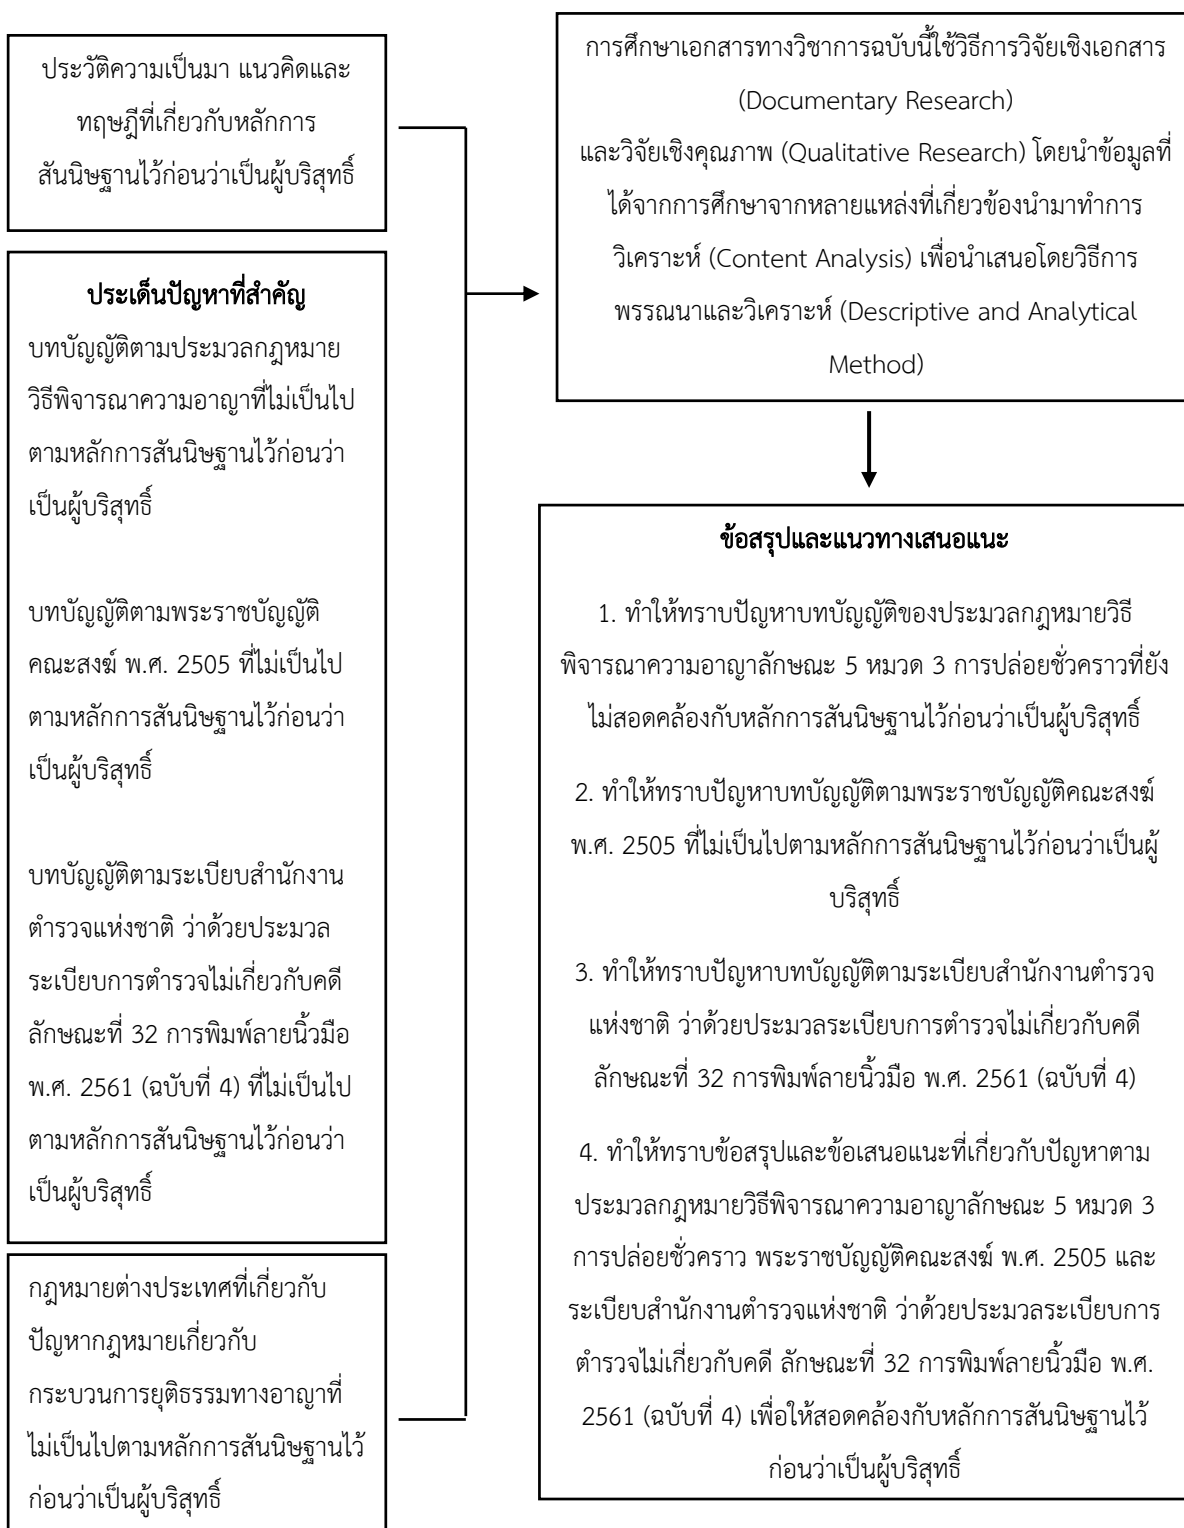 ประวัติความเป็นมา แนวคิดและ
ทฤษฎีที่เกี่ยวกับหลักการ
สันนิษฐานไว้ก่อนว่าเป็นผู้บริสุทธิ์
ประเด็นปัญหาที่สำคัญ
บทบัญญัติตามประมวลกฎหมาย
วิธีพิจารณาความอาญาที่ไม่เป็นไป
ตามหลักการสันนิษฐานไว้ก่อนว่า
เป็นผู้บริสุทธิ์
บทบัญญัติตามพระราชบัญญัติ
คณะสงฆ์ พ.ศ. 2505 ที่ไม่เป็นไป
ตามหลักการสันนิษฐานไว้ก่อนว่า
เป็นผู้บริสุทธิ์
บทบัญญัติตามระเบียบสำนักงาน
ตำรวจแห่งชาติ ว่าด้วยประมวล
ระเบียบการตำรวจไม่เกี่ยวกับคดี
ลักษณะที่ 32 การพิมพ์ลายนิ้วมือ
พ.ศ. 2561 (ฉบับที่ 4) ที่ไม่เป็นไป
ตามหลักการสันนิษฐานไว้ก่อนว่า
เป็นผู้บริสุทธิ์
กฎหมายต่างประเทศที่เกี่ยวกับ
ปัญหากฎหมายเกี่ยวกับ
กระบวนการยุติธรรมทางอาญาที่
ไม่เป็นไปตามหลักการสันนิษฐานไว้
ก่อนว่าเป็นผู้บริสุทธิ์
การศึกษาเอกสารทางวิชาการฉบับนี้ใช้วิธีการวิจัยเชิงเอกสาร
(Documentary Research)
และวิจัยเชิงคุณภาพ (Qualitative Research) โดยนำข้อมูลที่
ได้จากการศึกษาจากหลายแหล่งที่เกี่ยวข้องนำมาทำการ
วิเคราะห์ (Content Analysis) เพื่อนำเสนอโดยวิธีการ
พรรณนาและวิเคราะห์ (Descriptive and Analytical
Method)
ข้อสรุปและแนวทางเสนอแนะ
1. ทำให้ทราบปัญหาบทบัญญัติของประมวลกฎหมายวิธี
พิจารณาความอาญาลักษณะ 5 หมวด 3 การปล่อยชั่วคราวที่ยัง
ไม่สอดคล้องกับหลักการสันนิษฐานไว้ก่อนว่าเป็นผู้บริสุทธิ์
2. ทำให้ทราบปัญหาบทบัญญัติตามพระราชบัญญัติคณะสงฆ์
พ.ศ. 2505 ที่ไม่เป็นไปตามหลักการสันนิษฐานไว้ก่อนว่าเป็นผู้
บริสุทธิ์
3. ทำให้ทราบปัญหาบทบัญญัติตามระเบียบสำนักงานตำรวจ
แห่งชาติ ว่าด้วยประมวลระเบียบการตำรวจไม่เกี่ยวกับคดี
ลักษณะที่ 32 การพิมพ์ลายนิ้วมือ พ.ศ. 2561 (ฉบับที่ 4)
4. ทำให้ทราบข้อสรุปและข้อเสนอแนะที่เกี่ยวกับปัญหาตาม
ประมวลกฎหมายวิธีพิจารณาความอาญาลักษณะ 5 หมวด 3
การปล่อยชั่วคราว พระราชบัญญัติคณะสงฆ์ พ.ศ. 2505 และ
ระเบียบสำนักงานตำรวจแห่งชาติ ว่าด้วยประมวลระเบียบการ
ตำรวจไม่เกี่ยวกับคดี ลักษณะที่ 32 การพิมพ์ลายนิ้วมือ พ.ศ.
2561 (ฉบับที่ 4) เพื่อให้สอดคล้องกับหลักการสันนิษฐานไว้
ก่อนว่าเป็นผู้บริสุทธิ์